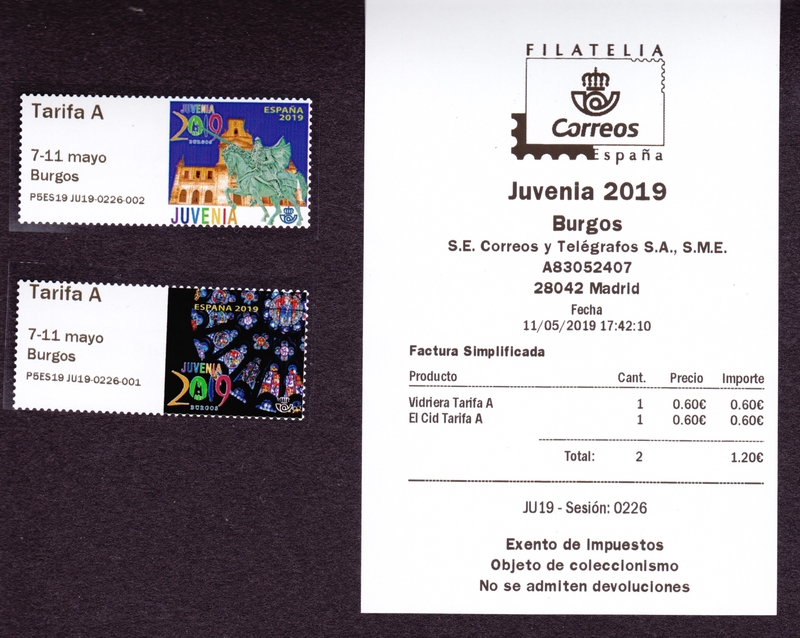 Tarifa A
7-11 mayo
Burgos
P5ES19 JU19-0226-002
JUVENIA
2019
BURGOS
ESPAÑA
2019
JUVENIA
Tarifa A
7-11 mayo
Burgos
P5ES19 JU19-0226-001
ESPAÑA 2019
JUVENIA
2019
BURGOS
FILATELIA
Correos
España
Juvenia 2019
Burgos
S.E. Correos y Telégrafos S.A., S.M.E.
A83052407
28042 Madrid
Fecha
11/05/2019 17:42:10
Factura Simplificada
Producto Cant. Precio Importe
Vidriera Tarifa A 1 0.60€ 0.60€
El Cid Tarifa A 1 0.60€ 0.60€
Total: 2 1.20€
JU19 - Sesión: 0226
Exento de Impuestos
Objeto de coleccionismo
No se admiten devoluciones